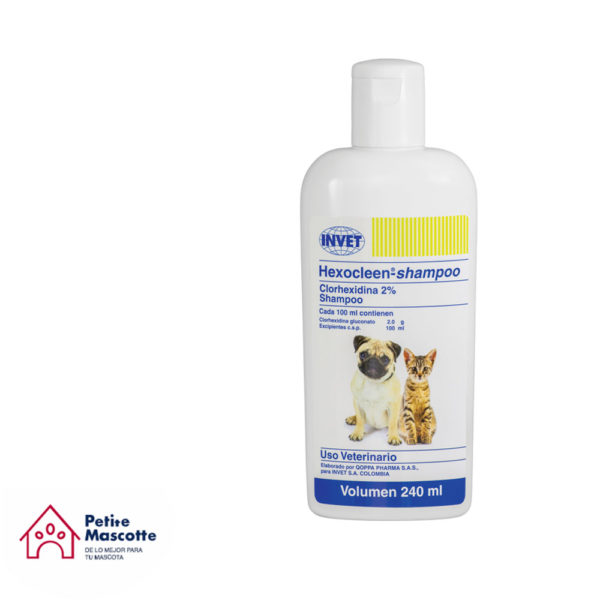 INVET
Hexocleen®-shampoo
Clorhexidina 2%
Shampoo
Cada 100 ml contienen
Clorhexidina gluconato 2.0 g
Excipientes c.s.p. 100 ml
Uso Veterinario
Elaborado por QOPPA PHARMA S.A.S.,
para INVET S.A. COLOMBIA
Volumen 240 ml
Petite
Mascotte
DE LO MEJOR PARA
TU MASCOTA